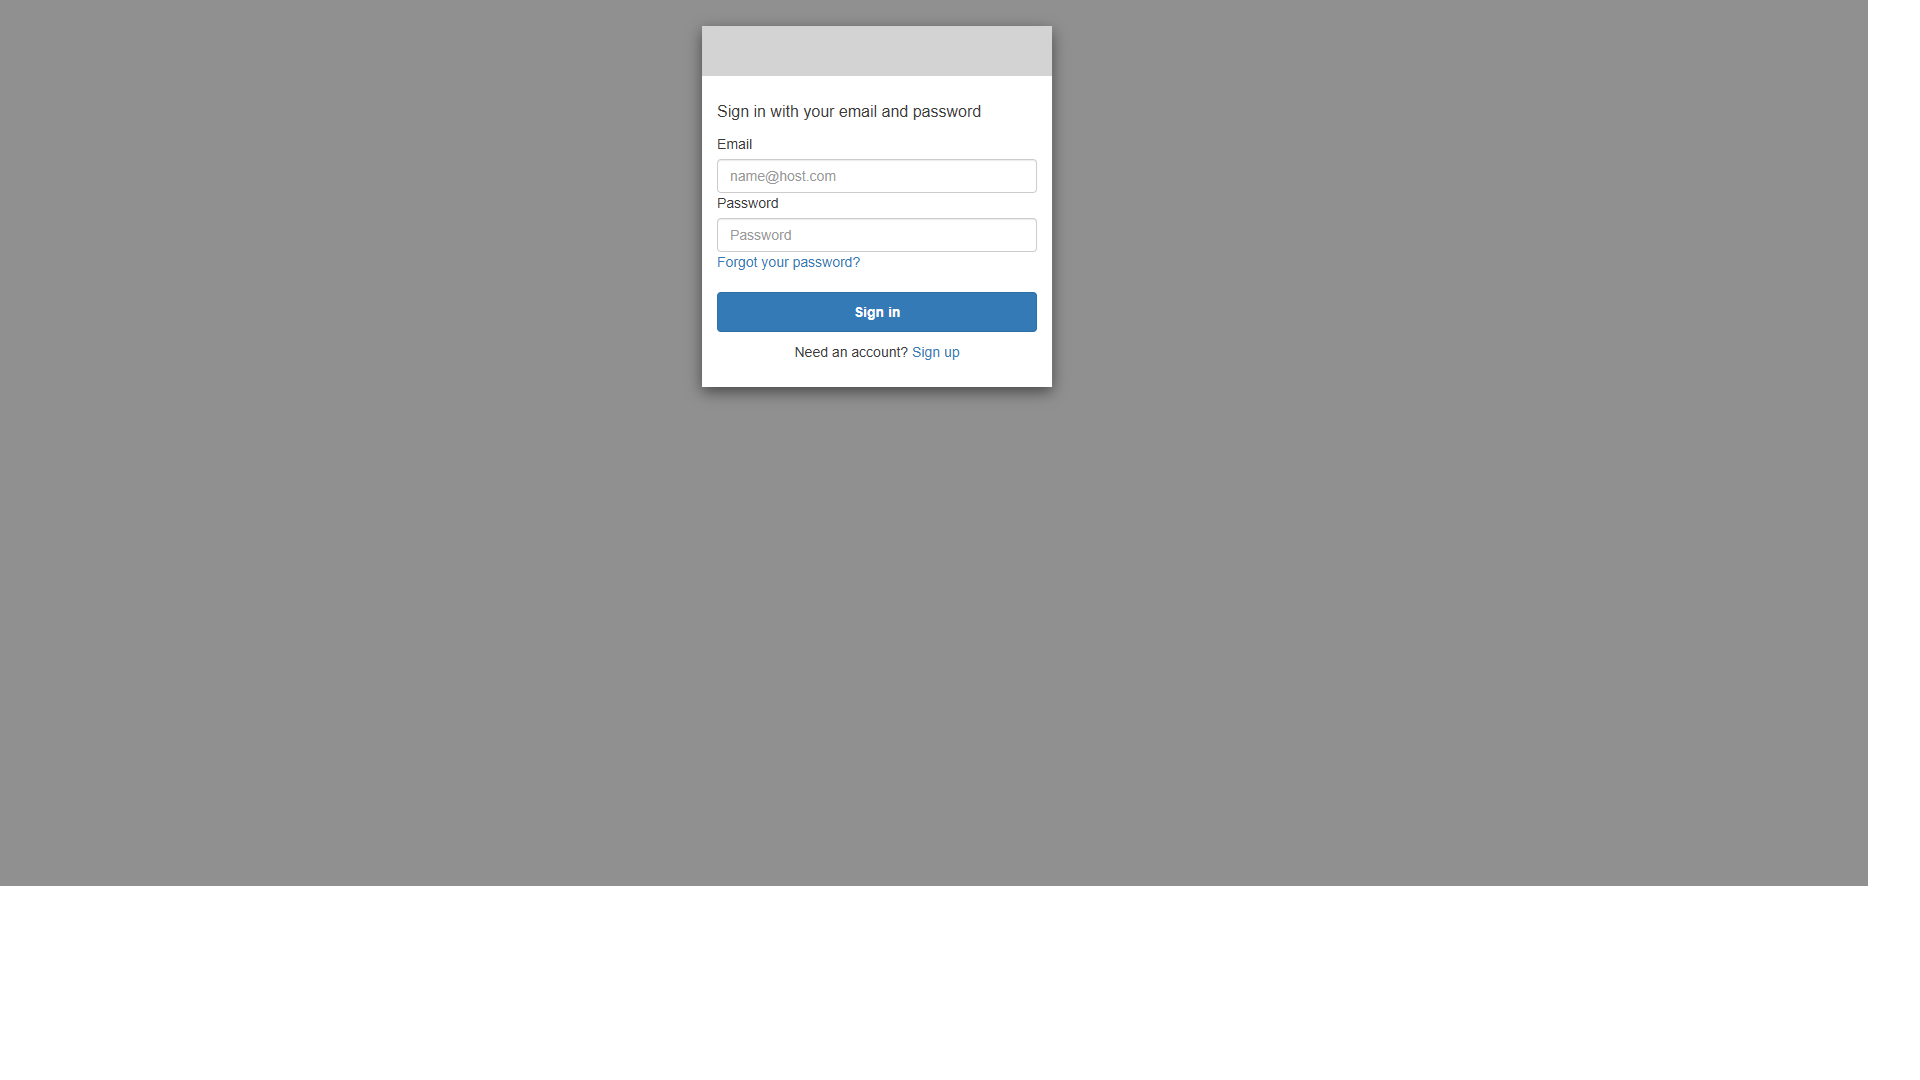 Sign in with your email and password
Email
name@host.com
Password
Password
Forgot your password?
Sign in
Need an account? Sign up